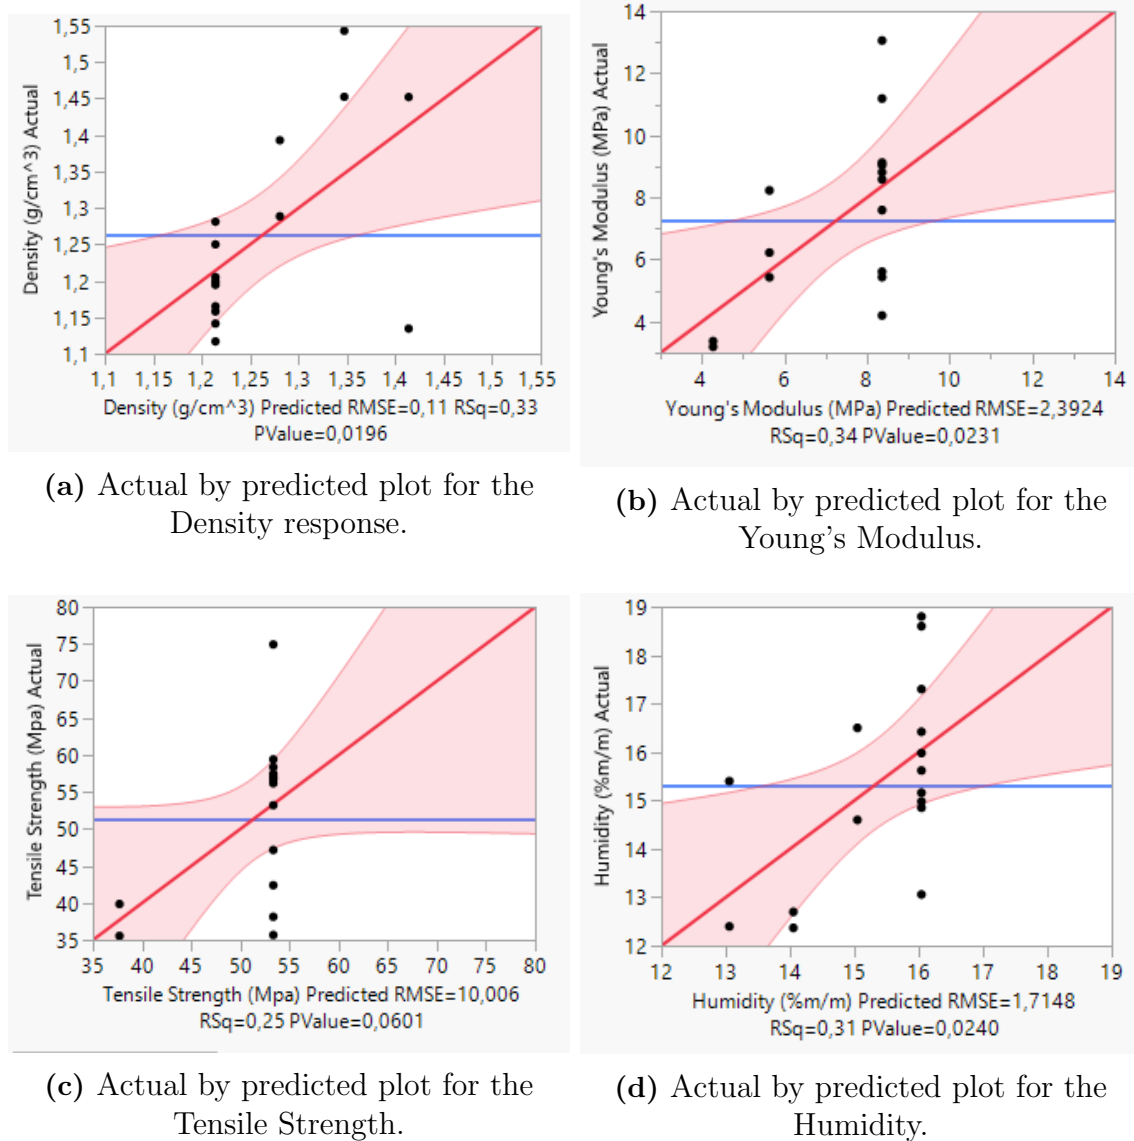 Density (g/cm^3) Actual
1,55
1,5
1,45
1,4
1,35
1,3
1,25
1,2
1,15
1,1
1,1 1,15 1,2 1,25 1,3 1,35 1,4 1,45 1,5 1,55
Density (g/cm^3) Predicted RMSE=0,11 RSq=0,33
PValue=0,0196
(a) Actual by predicted plot for the
Density response.
Young's Modulus (MPa) Actual
14
12
10
8
6
4
4 6 8 10 12 14
Young's Modulus (MPa) Predicted RMSE=2,3924
RSq=0,34 PValue=0,0231
(b) Actual by predicted plot for the
Young's Modulus.
Tensile Strength (Mpa) Actual
80
75
70
65
60
55
50
45
40
35
35 40 45 50 55 60 65 70 75 80
Tensile Strength (Mpa) Predicted RMSE=10,006
RSq=0,25 PValue=0,0601
(c) Actual by predicted plot for the
Tensile Strength.
Humidity (%m/m) Actual
19
18
17
16
15
14
13
12
12 13 14 15 16 17 18 19
Humidity (%m/m) Predicted RMSE=1,7148
RSq=0,31 PValue=0,0240
(d) Actual by predicted plot for the
Humidity.